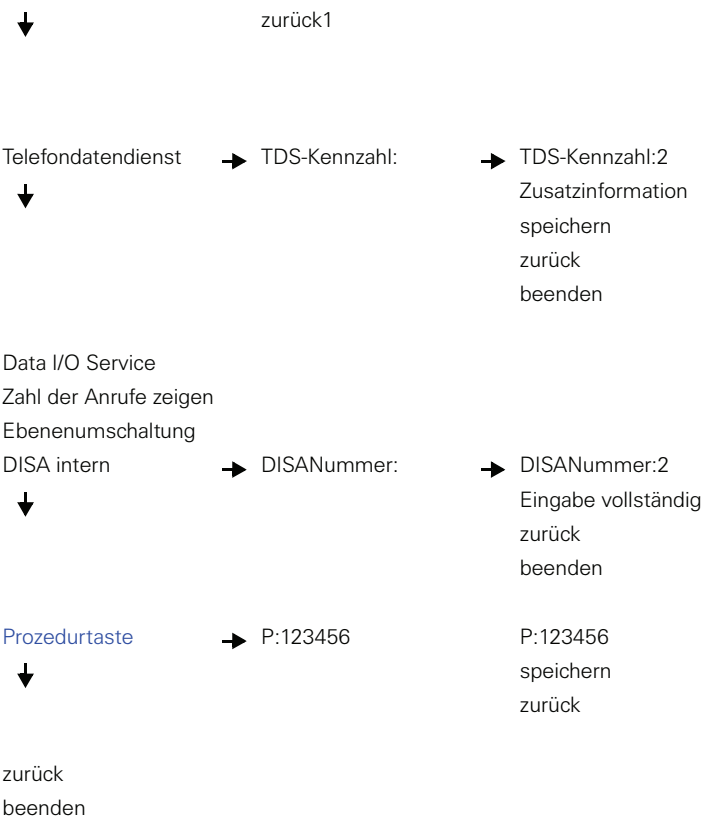 zurück1
Telefondatendienst TDS-Kennzahl: TDS-Kennzahl:2
Zusatzinformation
speichern
zurück
beenden
Data I/O Service
Zahl der Anrufe zeigen
Ebenenumschaltung
DISA intern DISANummer: DISANummer:2
Eingabe vollständig
zurück
beenden
Prozedurtaste P:123456 P:123456
speichern
zurück
zurück
beenden